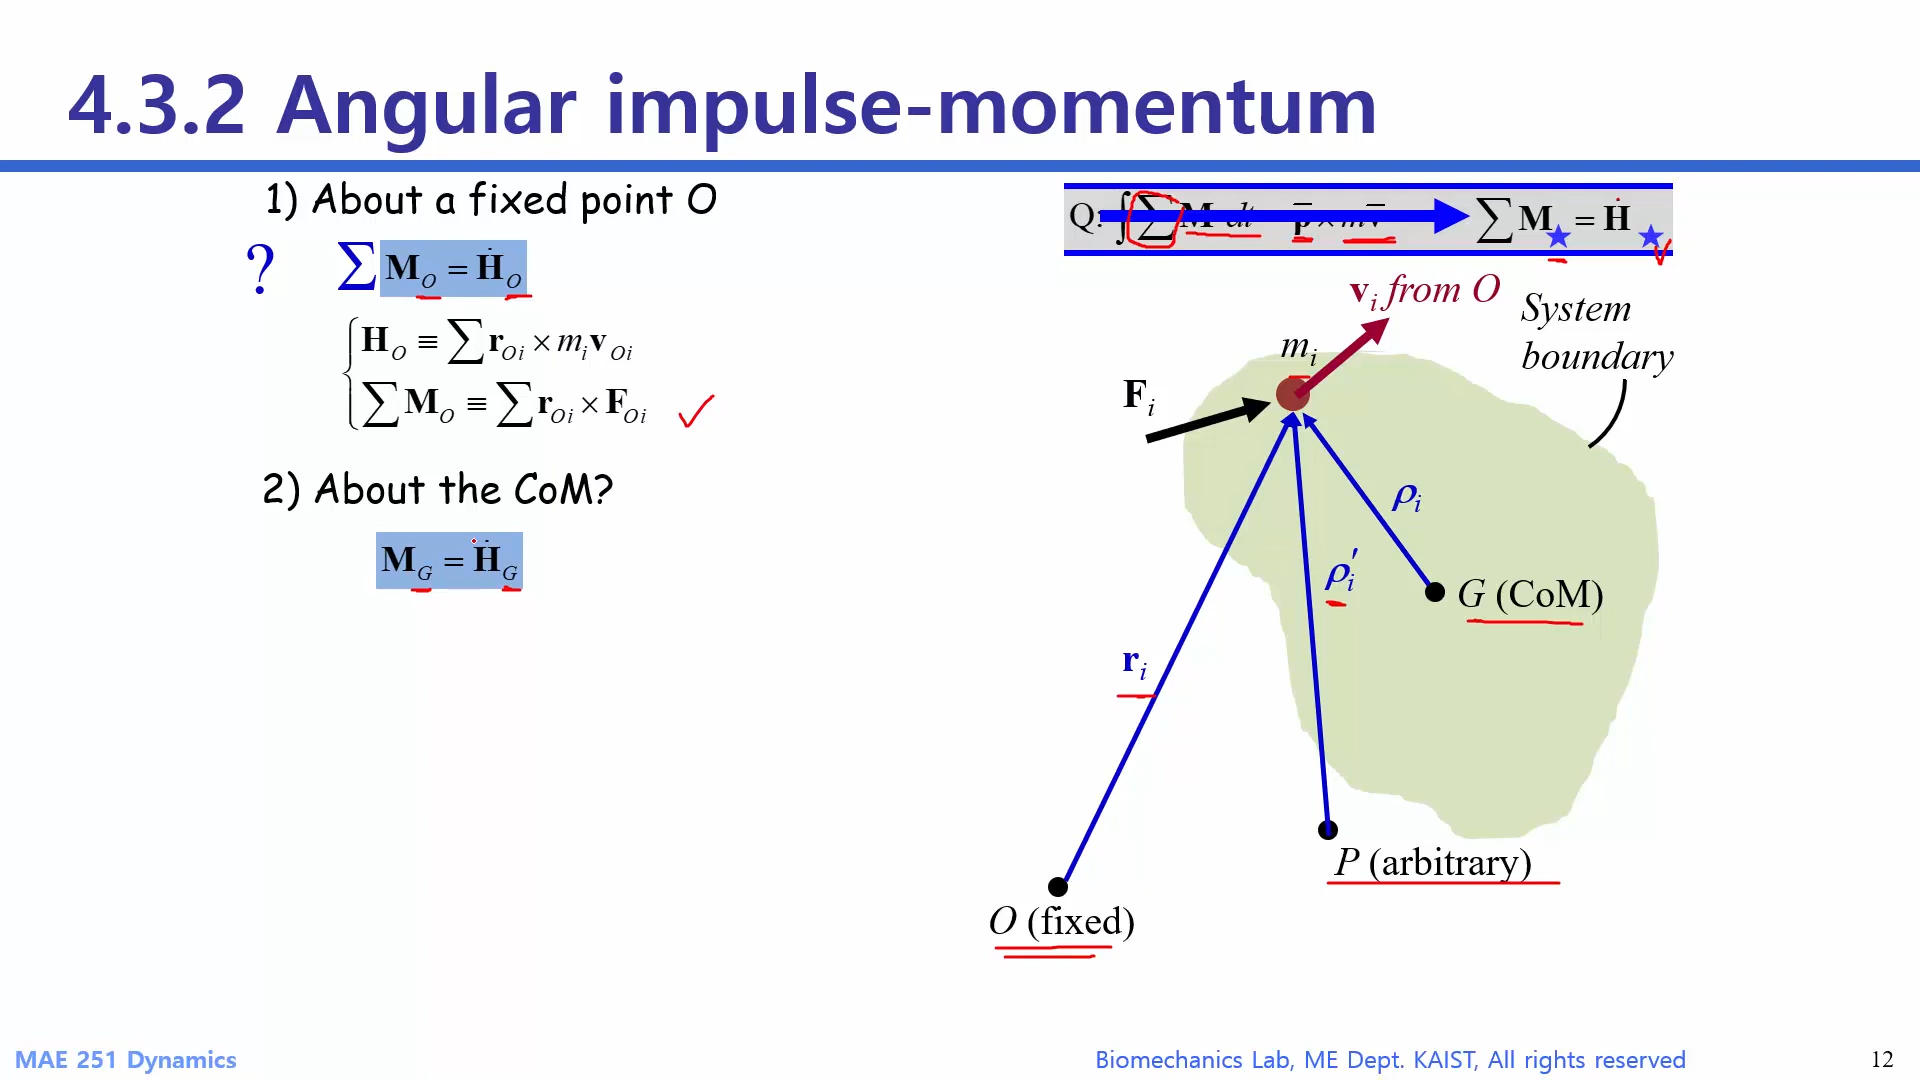 4.3.2 Angular impulse-momentum
1) About a fixed point O
? ∑ M_O = Ḣ_O
H_O ≡ ∑ r_Oi × m_i v_Oi
∑ M_O ≡ ∑ r_Oi × F_Oi
2) About the CoM?
M_G = Ḣ_G
Q: ∫ ∑ M dt ρ̄ × m v̄ ∑ M★ = Ḣ★
v_i from O
System
boundary
m_i
F_i
ρ_i
ρ_i′
G (CoM)
r_i
P (arbitrary)
O (fixed)
MAE 251 Dynamics
Biomechanics Lab, ME Dept. KAIST, All rights reserved
12